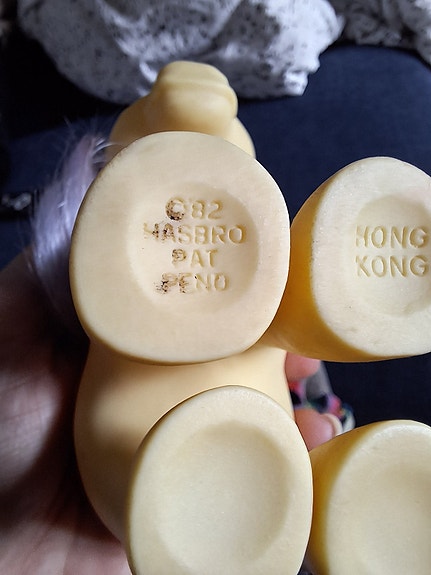 ©'82
HASBRO
PAT
PEND
HONG
KONG